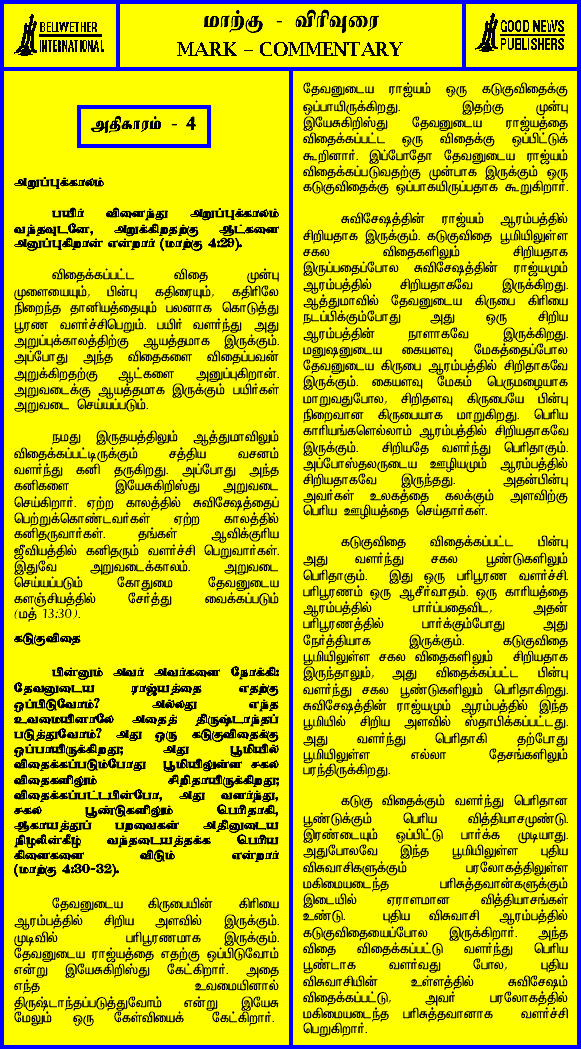 BELLWETHER
INTERNATIONAL
மாற்கு - விரிவுரை
MARK – COMMENTARY
GOOD NEWS
PUBLISHERS
அதிகாரம் - 4
அறுப்புக்காலம்
பயிர் விளைந்து அறுப்புக்காலம்
வந்தவுடனே, அறுக்கிறதற்கு ஆட்களை
அனுப்புகிறான் என்றார் (மாற்கு 4:29).
விதைக்கப்பட்ட விதை முன்பு
முளையையும், பின்பு கதிரையும், கதிரிலே
நிறைந்த தானியத்தையும் பலனாக கொடுத்து
பூரண வளர்ச்சிபெறும். பயிர் வளர்ந்து அது
அறுப்புக்காலத்திற்கு ஆயத்தமாக இருக்கும்.
அப்போது அந்த விதைகளை விதைப்பவன்
அறுக்கிறதற்கு ஆட்களை அனுப்புகிறான்.
அறுவடைக்கு ஆயத்தமாக இருக்கும் பயிர்கள்
அறுவடை செய்யப்படும்.
நமது இருதயத்திலும் ஆத்துமாவிலும்
விதைக்கப்பட்டிருக்கும் சத்திய வசனம்
வளர்ந்து கனி தருகிறது. அப்போது அந்த
கனிகளை இயேசுகிறிஸ்து அறுவடை
செய்கிறார். ஏற்ற காலத்தில் சுவிசேஷத்தைப்
பெற்றுக்கொண்டவர்கள் ஏற்ற காலத்தில்
கனிதருவார்கள். தங்கள் ஆவிக்குரிய
ஜீவியத்தில் கனிதரும் வளர்ச்சி பெறுவார்கள்.
இதுவே அறுவடைக்காலம். அறுவடை
செய்யப்படும் கோதுமை தேவனுடைய
களஞ்சியத்தில் சேர்த்து வைக்கப்படும்
(மத் 13:30).
கடுகுவிதை
பின்னும் அவர் அவர்களை நோக்கி:
தேவனுடைய ராஜ்யத்தை எதற்கு
ஒப்பிடுவோம்? அல்லது எந்த
உவமையினாலே அதைத் திருஷ்டாந்தப்
படுத்துவோம்? அது ஒரு கடுகுவிதைக்கு
ஒப்பாயிருக்கிறது; அது பூமியில்
விதைக்கப்படும்போது பூமியிலுள்ள சகல
விதைகளிலும் சிறிதாயிருக்கிறது;
விதைக்கப்பட்டபின்போ, அது வளர்ந்து,
சகல பூண்டுகளிலும் பெரிதாகி,
ஆகாயத்துப் பறவைகள் அதினுடைய
நிழலின்கீழ் வந்தடையத்தக்க பெரிய
கிளைகளை விடும் என்றார்
(மாற்கு 4:30-32).
தேவனுடைய கிருபையின் கிரியை
ஆரம்பத்தில் சிறிய அளவில் இருக்கும்.
முடிவில் பரிபூரணமாக இருக்கும்.
தேவனுடைய ராஜ்யத்தை எதற்கு ஒப்பிடுவோம்
என்று இயேசுகிறிஸ்து கேட்கிறார். அதை
எந்த உவமையினால்
திருஷ்டாந்தப்படுத்துவோம் என்று இயேசு
மேலும் ஒரு கேள்வியைக் கேட்கிறார்.
தேவனுடைய ராஜ்யம் ஒரு கடுகுவிதைக்கு
ஒப்பாயிருக்கிறது. இதற்கு முன்பு
இயேசுகிறிஸ்து தேவனுடைய ராஜ்யத்தை
விதைக்கப்பட்ட ஒரு விதைக்கு ஒப்பிட்டுக்
கூறினார். இப்போதோ தேவனுடைய ராஜ்யம்
விதைக்கப்படுவதற்கு முன்பாக இருக்கும் ஒரு
கடுகுவிதைக்கு ஒப்பாகயிருப்பதாக கூறுகிறார்.
சுவிசேஷத்தின் ராஜ்யம் ஆரம்பத்தில்
சிறியதாக இருக்கும். கடுகுவிதை பூமியிலுள்ள
சகல விதைகளிலும் சிறியதாக
இருப்பதைப்போல சுவிசேஷத்தின் ராஜ்யமும்
ஆரம்பத்தில் சிறியதாகவே இருக்கிறது.
ஆத்துமாவில் தேவனுடைய கிருபை கிரியை
நடப்பிக்கும்போது அது ஒரு சிறிய
ஆரம்பத்தின் நாளாகவே இருக்கிறது.
மனுஷனுடைய கையளவு மேகத்தைப்போல
தேவனுடைய கிருபை ஆரம்பத்தில் சிறிதாகவே
இருக்கும். கையளவு மேகம் பெருமழையாக
மாறுவதுபோல, சிறிதளவு கிருபையே பின்பு
நிறைவான கிருபையாக மாறுகிறது. பெரிய
காரியங்களெல்லாம் ஆரம்பத்தில் சிறியதாகவே
இருக்கும். சிறியதே வளர்ந்து பெரிதாகும்.
அப்போஸ்தலருடைய ஊழியமும் ஆரம்பத்தில்
சிறியதாகவே இருந்தது. அதன்பின்பு
அவர்கள் உலகத்தை கலக்கும் அளவிற்கு
பெரிய ஊழியத்தை செய்தார்கள்.
கடுகுவிதை விதைக்கப்பட்ட பின்பு
அது வளர்ந்து சகல பூண்டுகளிலும்
பெரிதாகும். இது ஒரு பரிபூரண வளர்ச்சி.
பரிபூரணம் ஒரு ஆசீர்வாதம். ஒரு காரியத்தை
ஆரம்பத்தில் பார்ப்பதைவிட, அதன்
பரிபூரணத்தில் பார்க்கும்போது அது
நேர்த்தியாக இருக்கும். கடுகுவிதை
பூமியிலுள்ள சகல விதைகளிலும் சிறியதாக
இருந்தாலும், அது விதைக்கப்பட்ட பின்பு
வளர்ந்து சகல பூண்டுகளிலும் பெரிதாகிறது.
சுவிசேஷத்தின் ராஜ்யமும் ஆரம்பத்தில் இந்த
பூமியில் சிறிய அளவில் ஸ்தாபிக்கப்பட்டது.
அது வளர்ந்து பெரிதாகி தற்போது
பூமியிலுள்ள எல்லா தேசங்களிலும்
பரந்திருக்கிறது.
கடுகு விதைக்கும் வளர்ந்து பெரிதான
பூண்டுக்கும் பெரிய வித்தியாசமுண்டு.
இரண்டையும் ஒப்பிட்டு பார்க்க முடியாது.
அதுபோலவே இந்த பூமியிலுள்ள புதிய
விசுவாசிகளுக்கும் பரலோகத்திலுள்ள
மகிமையடைந்த பரிசுத்தவான்களுக்கும்
இடையில் ஏராளமான வித்தியாசங்கள்
உண்டு. புதிய விசுவாசி ஆரம்பத்தில்
கடுகுவிதையைப்போல இருக்கிறார். அந்த
விதை விதைக்கப்பட்டு வளர்ந்து பெரிய
பூண்டாக வளர்வது போல, புதிய
விசுவாசியின் உள்ளத்தில் சுவிசேஷம்
விதைக்கப்பட்டு, அவர் பரலோகத்தில்
மகிமையடைந்த பரிசுத்தவானாக வளர்ச்சி
பெறுகிறார்.